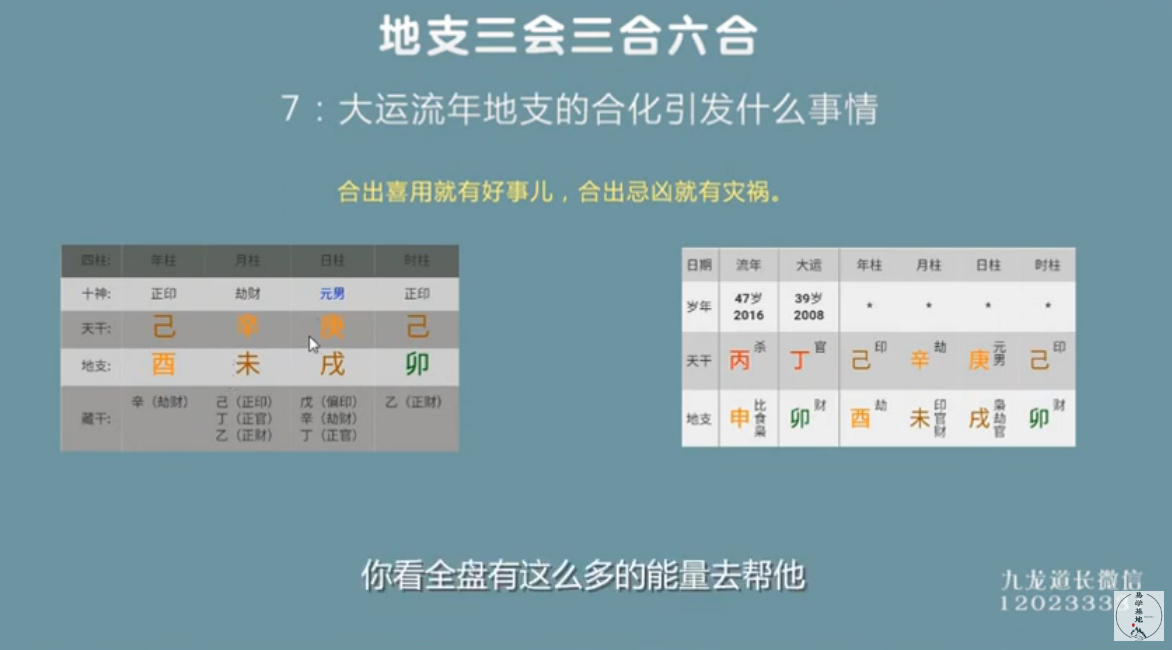 地支三会三合六合
7：大运流年地支的合化引发什么事情
合出喜用就有好事儿，合出忌凶就有灾祸。
四柱: 年柱 月柱 日柱 时柱
十神: 正印 劫财 元男 正印
天干: 己 辛 庚 己
地支: 酉 未 戌 卯
藏干: 辛（劫财） 己（正印） 戊（偏印） 乙（正财）
丁（正官） 辛（劫财）
乙（正财） 丁（正官）
日期 流年 大运 年柱 月柱 日柱 时柱
岁年 47岁 39岁 * * * *
2016 2008
天干 丙 杀 丁 官 己 印 辛 劫 庚 元男 己 印
地支 申 比食枭 卯 财 酉 劫 未 印官财 戌 枭劫官 卯 财
你看全盘有这么多的能量去帮他
九龙道长微信
12023333
易学基地